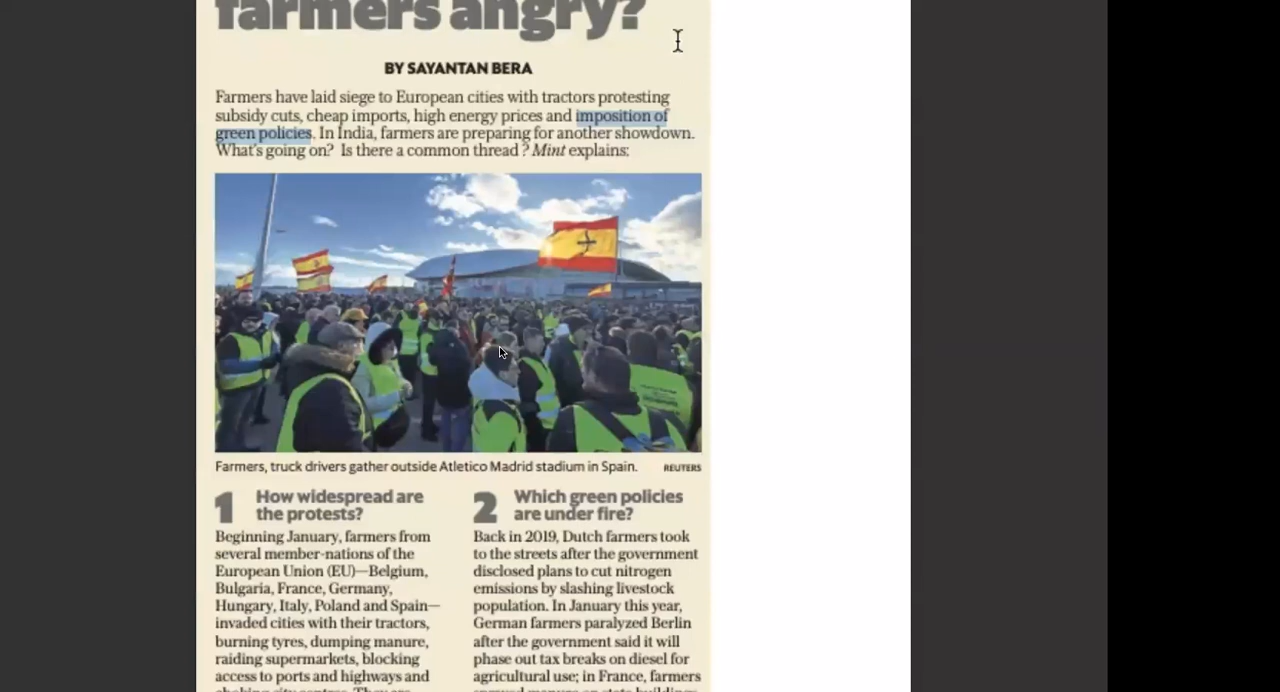 farmers angry?
BY SAYANTAN BERA
Farmers have laid siege to European cities with tractors protesting
subsidy cuts, cheap imports, high energy prices and imposition of
green policies. In India, farmers are preparing for another showdown.
What's going on? Is there a common thread? Mint explains:
Farmers, truck drivers gather outside Atletico Madrid stadium in Spain.
REUTERS
1 How widespread are
the protests?
Beginning January, farmers from
several member-nations of the
European Union (EU)—Belgium,
Bulgaria, France, Germany,
Hungary, Italy, Poland and Spain—
invaded cities with their tractors,
burning tyres, dumping manure,
raiding supermarkets, blocking
access to ports and highways and
2 Which green policies
are under fire?
Back in 2019, Dutch farmers took
to the streets after the government
disclosed plans to cut nitrogen
emissions by slashing livestock
population. In January this year,
German farmers paralyzed Berlin
after the government said it will
phase out tax breaks on diesel for
agricultural use; in France, farmers